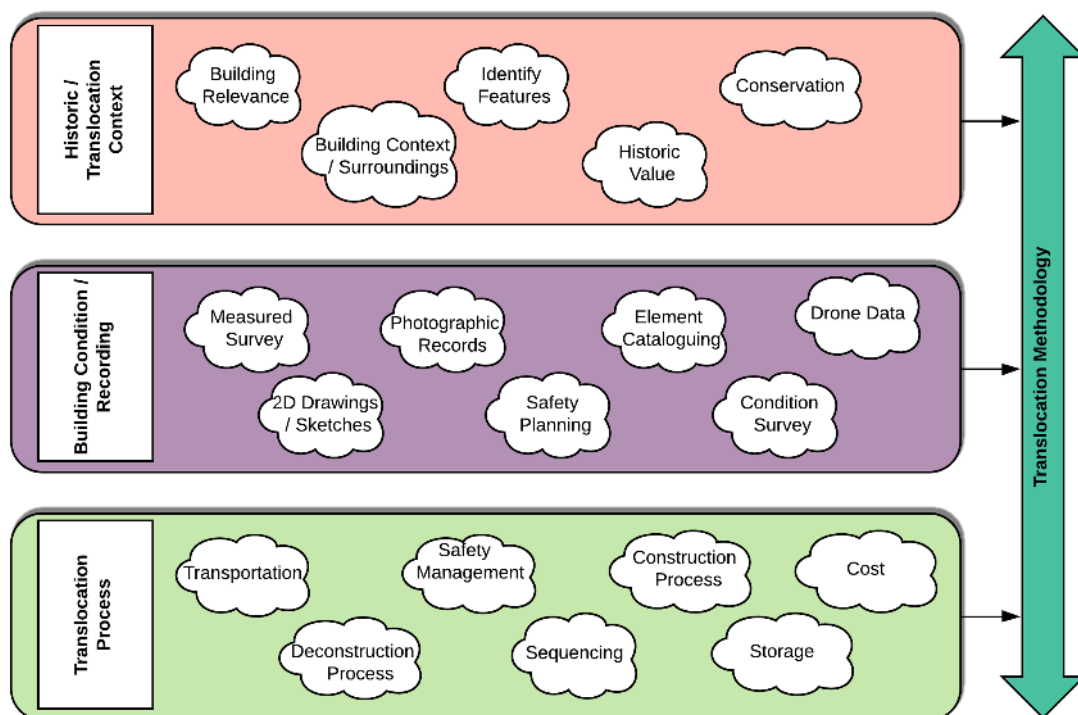 Historic /
Translocation
Context
Building
Relevance
Identify
Features
Conservation
Building Context
/ Surroundings
Historic
Value
Building Condition /
Recording
Measured
Survey
Photographic
Records
Element
Cataloguing
Drone Data
2D Drawings
/ Sketches
Safety
Planning
Condition
Survey
Translocation
Process
Transportation
Safety
Management
Construction
Process
Cost
Deconstruction
Process
Sequencing
Storage
Translocation Methodology